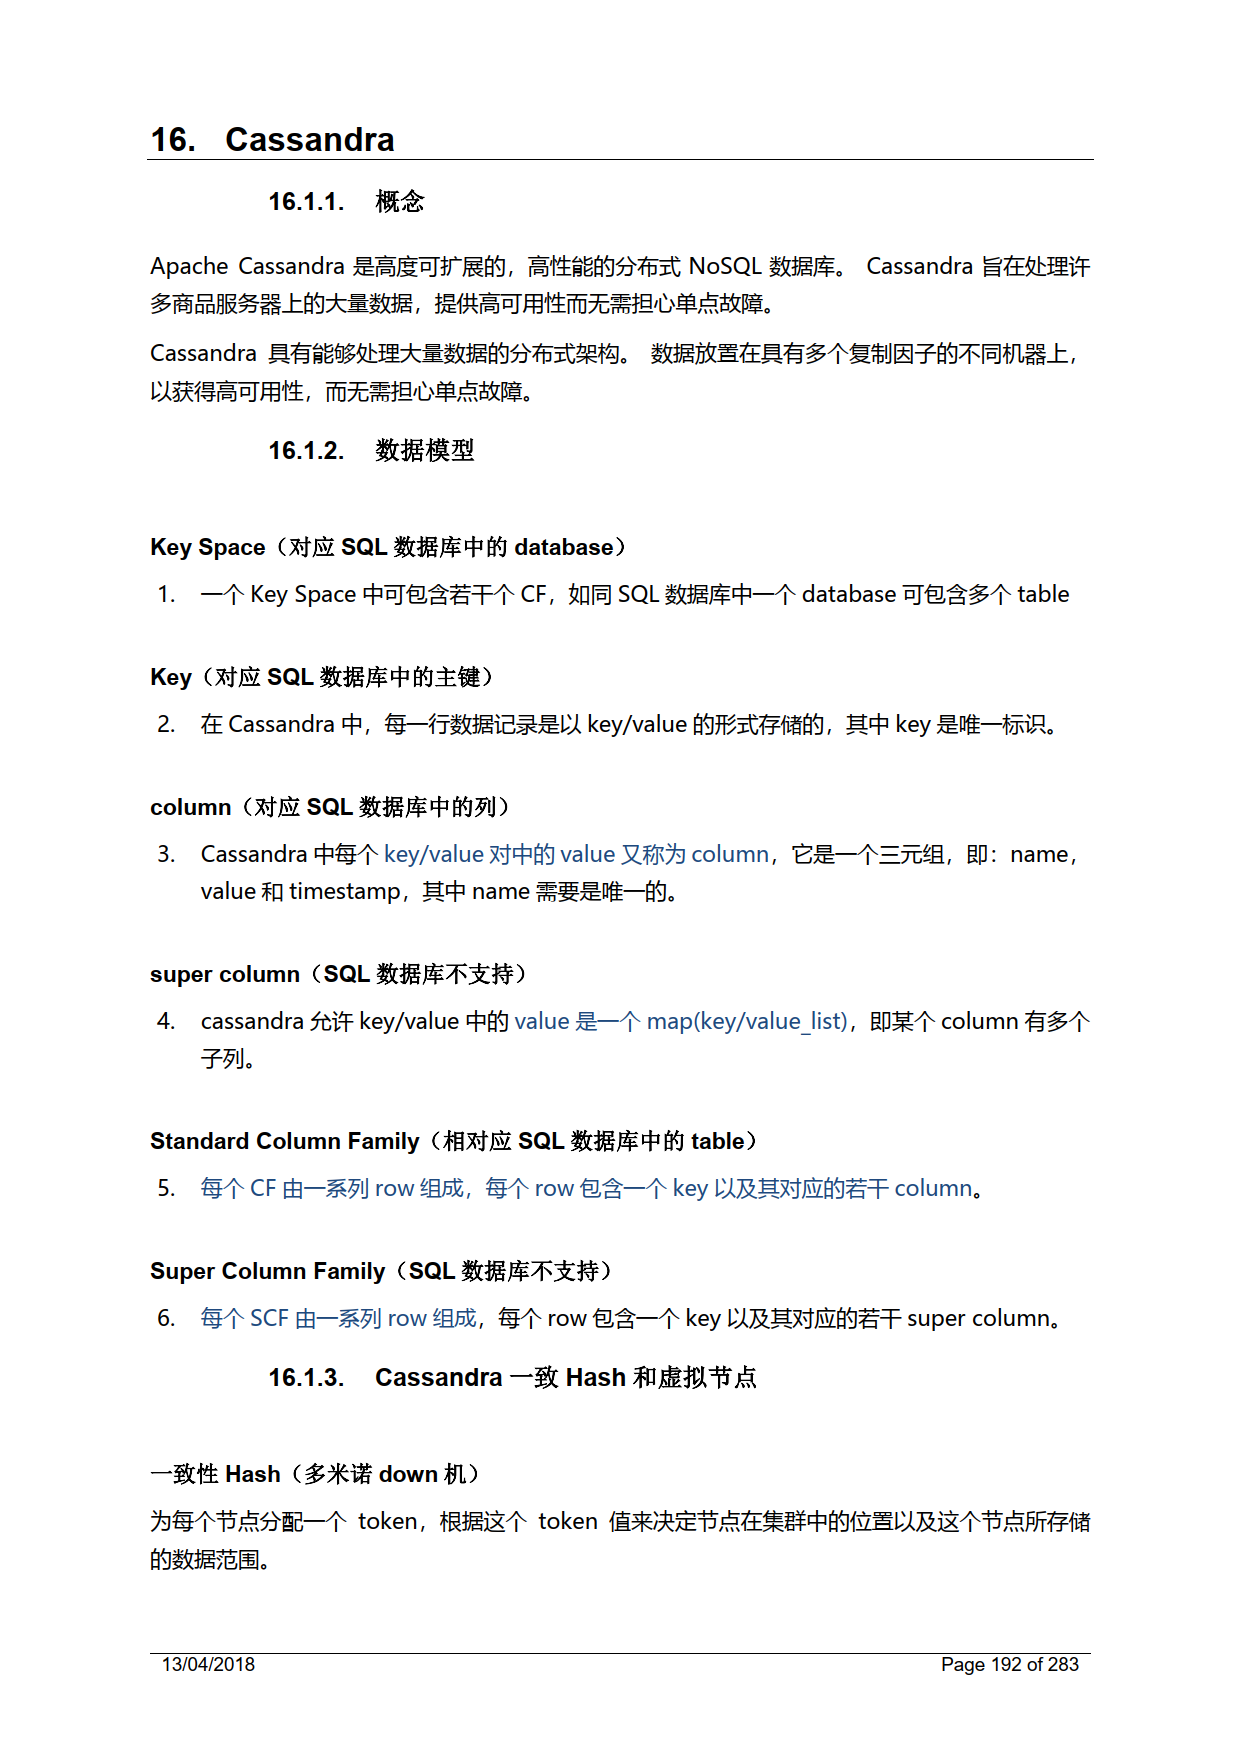 16. Cassandra
16.1.1. 概念
Apache Cassandra 是高度可扩展的，高性能的分布式 NoSQL 数据库。 Cassandra 旨在处理许
多商品服务器上的大量数据，提供高可用性而无需担心单点故障。
Cassandra 具有能够处理大量数据的分布式架构。 数据放置在具有多个复制因子的不同机器上，
以获得高可用性，而无需担心单点故障。
16.1.2. 数据模型
Key Space（对应 SQL 数据库中的 database）
1. 一个 Key Space 中可包含若干个 CF，如同 SQL 数据库中一个 database 可包含多个 table
Key（对应 SQL 数据库中的主键）
2. 在 Cassandra 中，每一行数据记录是以 key/value 的形式存储的，其中 key 是唯一标识。
column（对应 SQL 数据库中的列）
3. Cassandra 中每个 key/value 对中的 value 又称为 column，它是一个三元组，即：name，
value 和 timestamp，其中 name 需要是唯一的。
super column（SQL 数据库不支持）
4. cassandra 允许 key/value 中的 value 是一个 map(key/value_list)，即某个 column 有多个
子列。
Standard Column Family（相对应 SQL 数据库中的 table）
5. 每个 CF 由一系列 row 组成，每个 row 包含一个 key 以及其对应的若干 column。
Super Column Family（SQL 数据库不支持）
6. 每个 SCF 由一系列 row 组成，每个 row 包含一个 key 以及其对应的若干 super column。
16.1.3. Cassandra 一致 Hash 和虚拟节点
一致性 Hash（多米诺 down 机）
为每个节点分配一个 token，根据这个 token 值来决定节点在集群中的位置以及这个节点所存储
的数据范围。
13/04/2018 Page 192 of 283